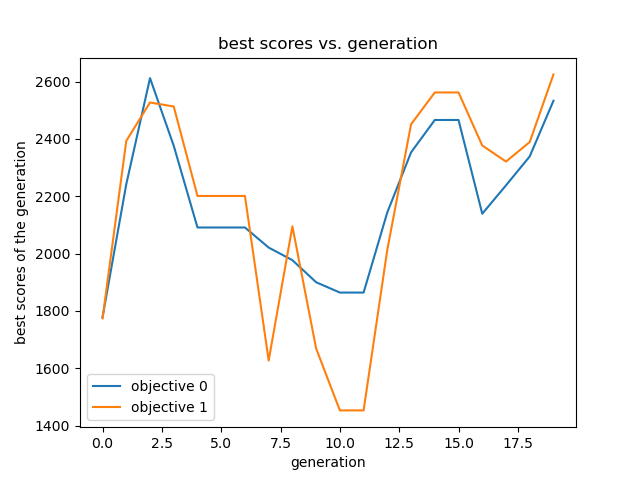 best scores vs. generation
best scores of the generation
2600
2400
2200
2000
1800
1600
1400
objective 0
objective 1
0.0 2.5 5.0 7.5 10.0 12.5 15.0 17.5
generation